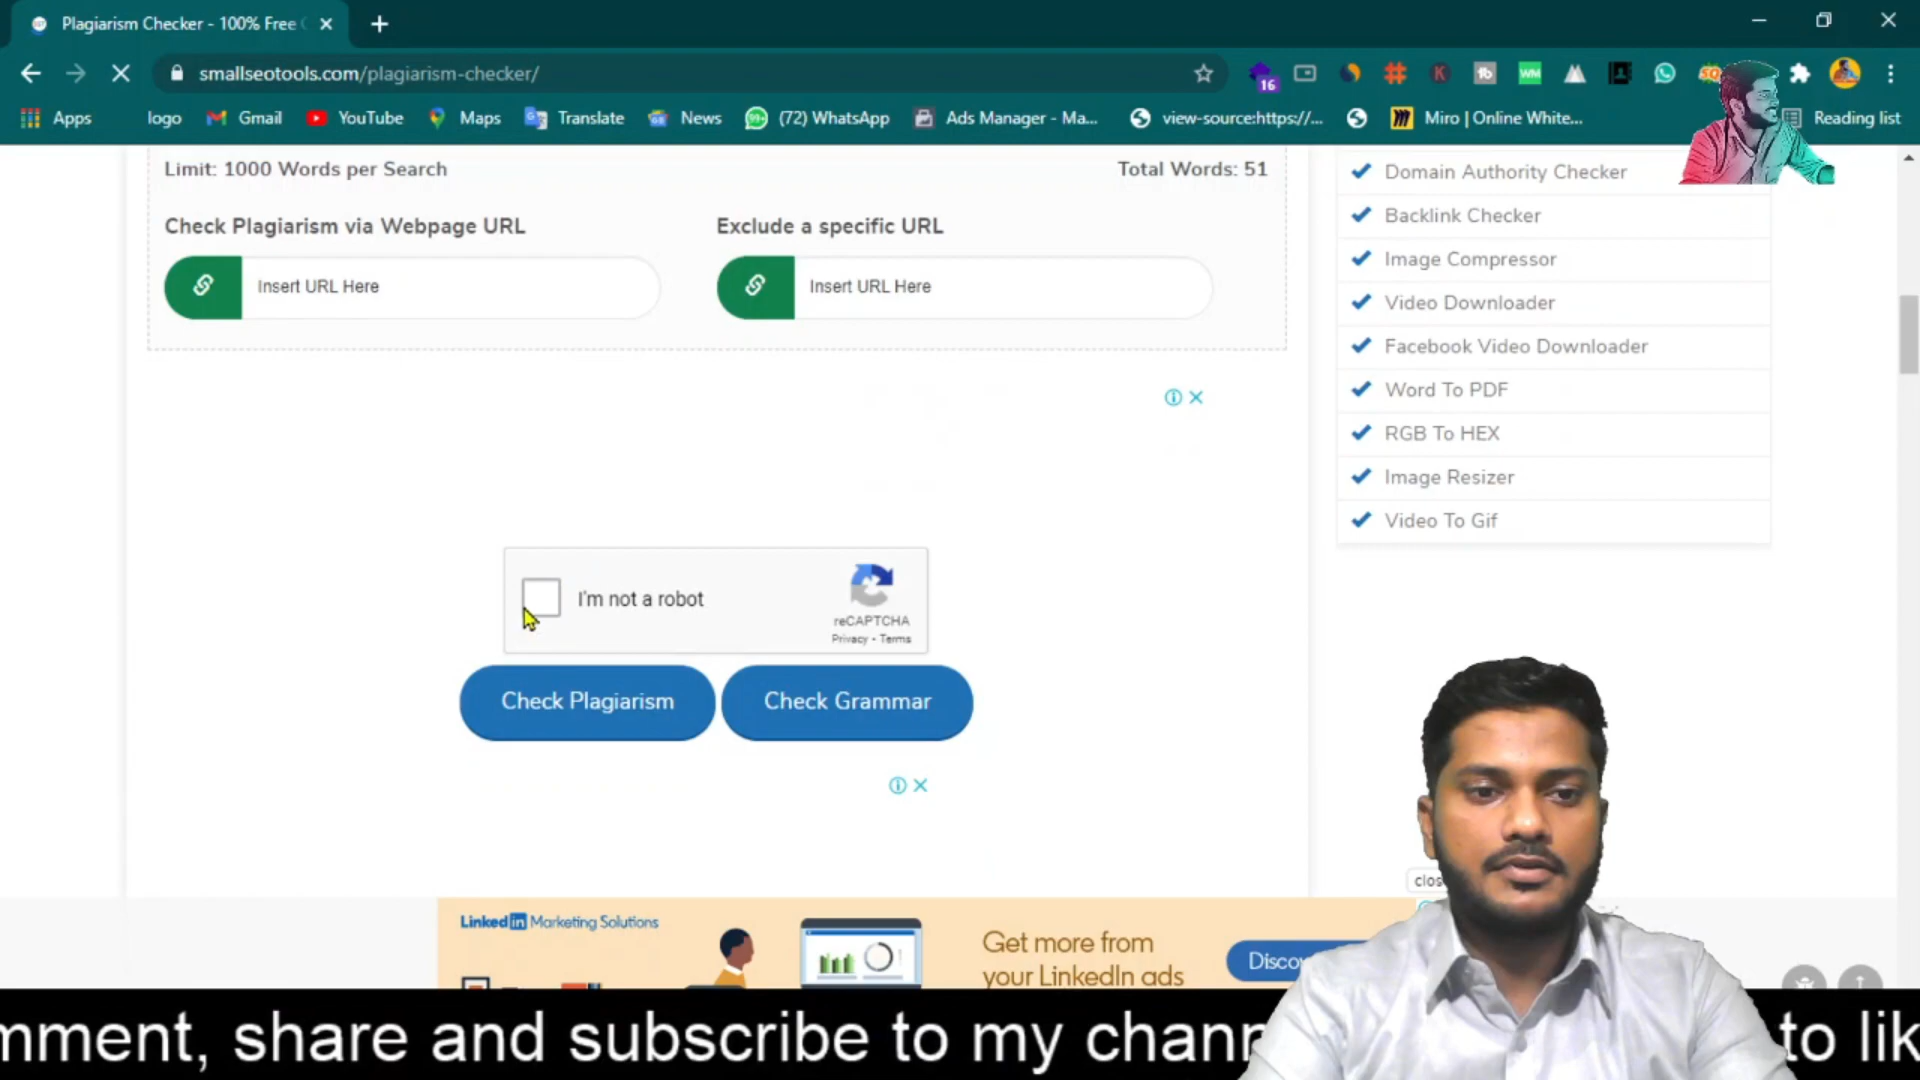 Plagiarism Checker - 100% Free
smallseotools.com/plagiarism-checker/
16
Apps
logo
Gmail
YouTube
Maps
Translate
News
(72) WhatsApp
Ads Manager - Ma...
view-source:https://...
Miro | Online White...
Reading list
Limit: 1000 Words per Search
Total Words: 51
Check Plagiarism via Webpage URL
Exclude a specific URL
Insert URL Here
Insert URL Here
Domain Authority Checker
Backlink Checker
Image Compressor
Video Downloader
Facebook Video Downloader
Word To PDF
RGB To HEX
Image Resizer
Video To Gif
I'm not a robot
reCAPTCHA
Privacy - Terms
Check Plagiarism
Check Grammar
clos
Linked in Marketing Solutions
Get more from
your LinkedIn ads
Disco
mment, share and subscribe to my chann
to lik